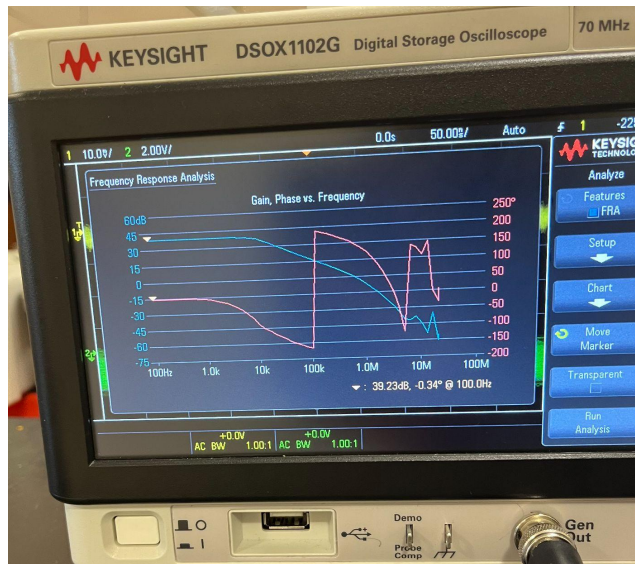 KEYSIGHT DSOX1102G Digital Storage Oscilloscope 70 MHz
1 10.0V/ 2 2.00V/ 0.0s 50.00ms/ Auto 1 -225
KEYSIG
TECHNOLO
Frequency Response Analysis
Analyze
Gain, Phase vs. Frequency
Features
FRA
60dB 250°
45 200
30 150
15 100
0 50
-15 0
-30 -50
-45 -100
-60 -150
-75 -200
100Hz 1.0k 10k 100k 1.0M 10M 100M
: 39.23dB, -0.34° @ 100.0Hz
Setup
Chart
Move
Marker
Transparent
Run
Analysis
+0.0V +0.0V
AC BW 1.00:1 AC BW 1.00:1
Demo
Probe
Comp
Gen
Out